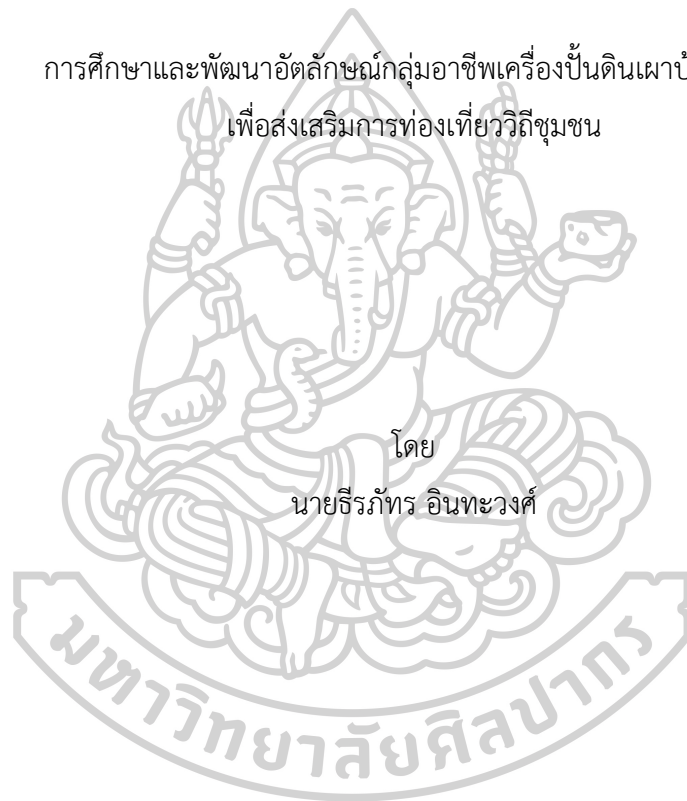 การศึกษาและพัฒนาอัตลักษณ์กลุ่มอาชีพเครื่องปั้นดินเผา
เพื่อส่งเสริมการท่องเที่ยววิถีชุมชน
โดย
นายธีรภัทร อินทะวงศ์
มหาวิทยาลัยศิลปากร